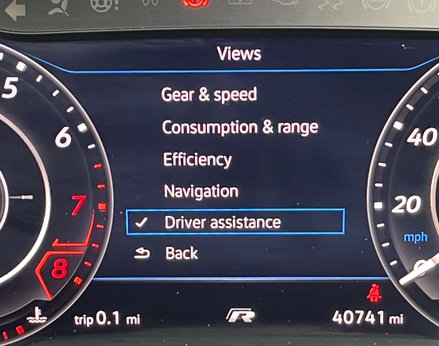 Views
5
6
7
8
Gear & speed
Consumption & range
Efficiency
Navigation
Driver assistance
Back
40
20
mph
0
trip 0.1 mi
R
40741 mi